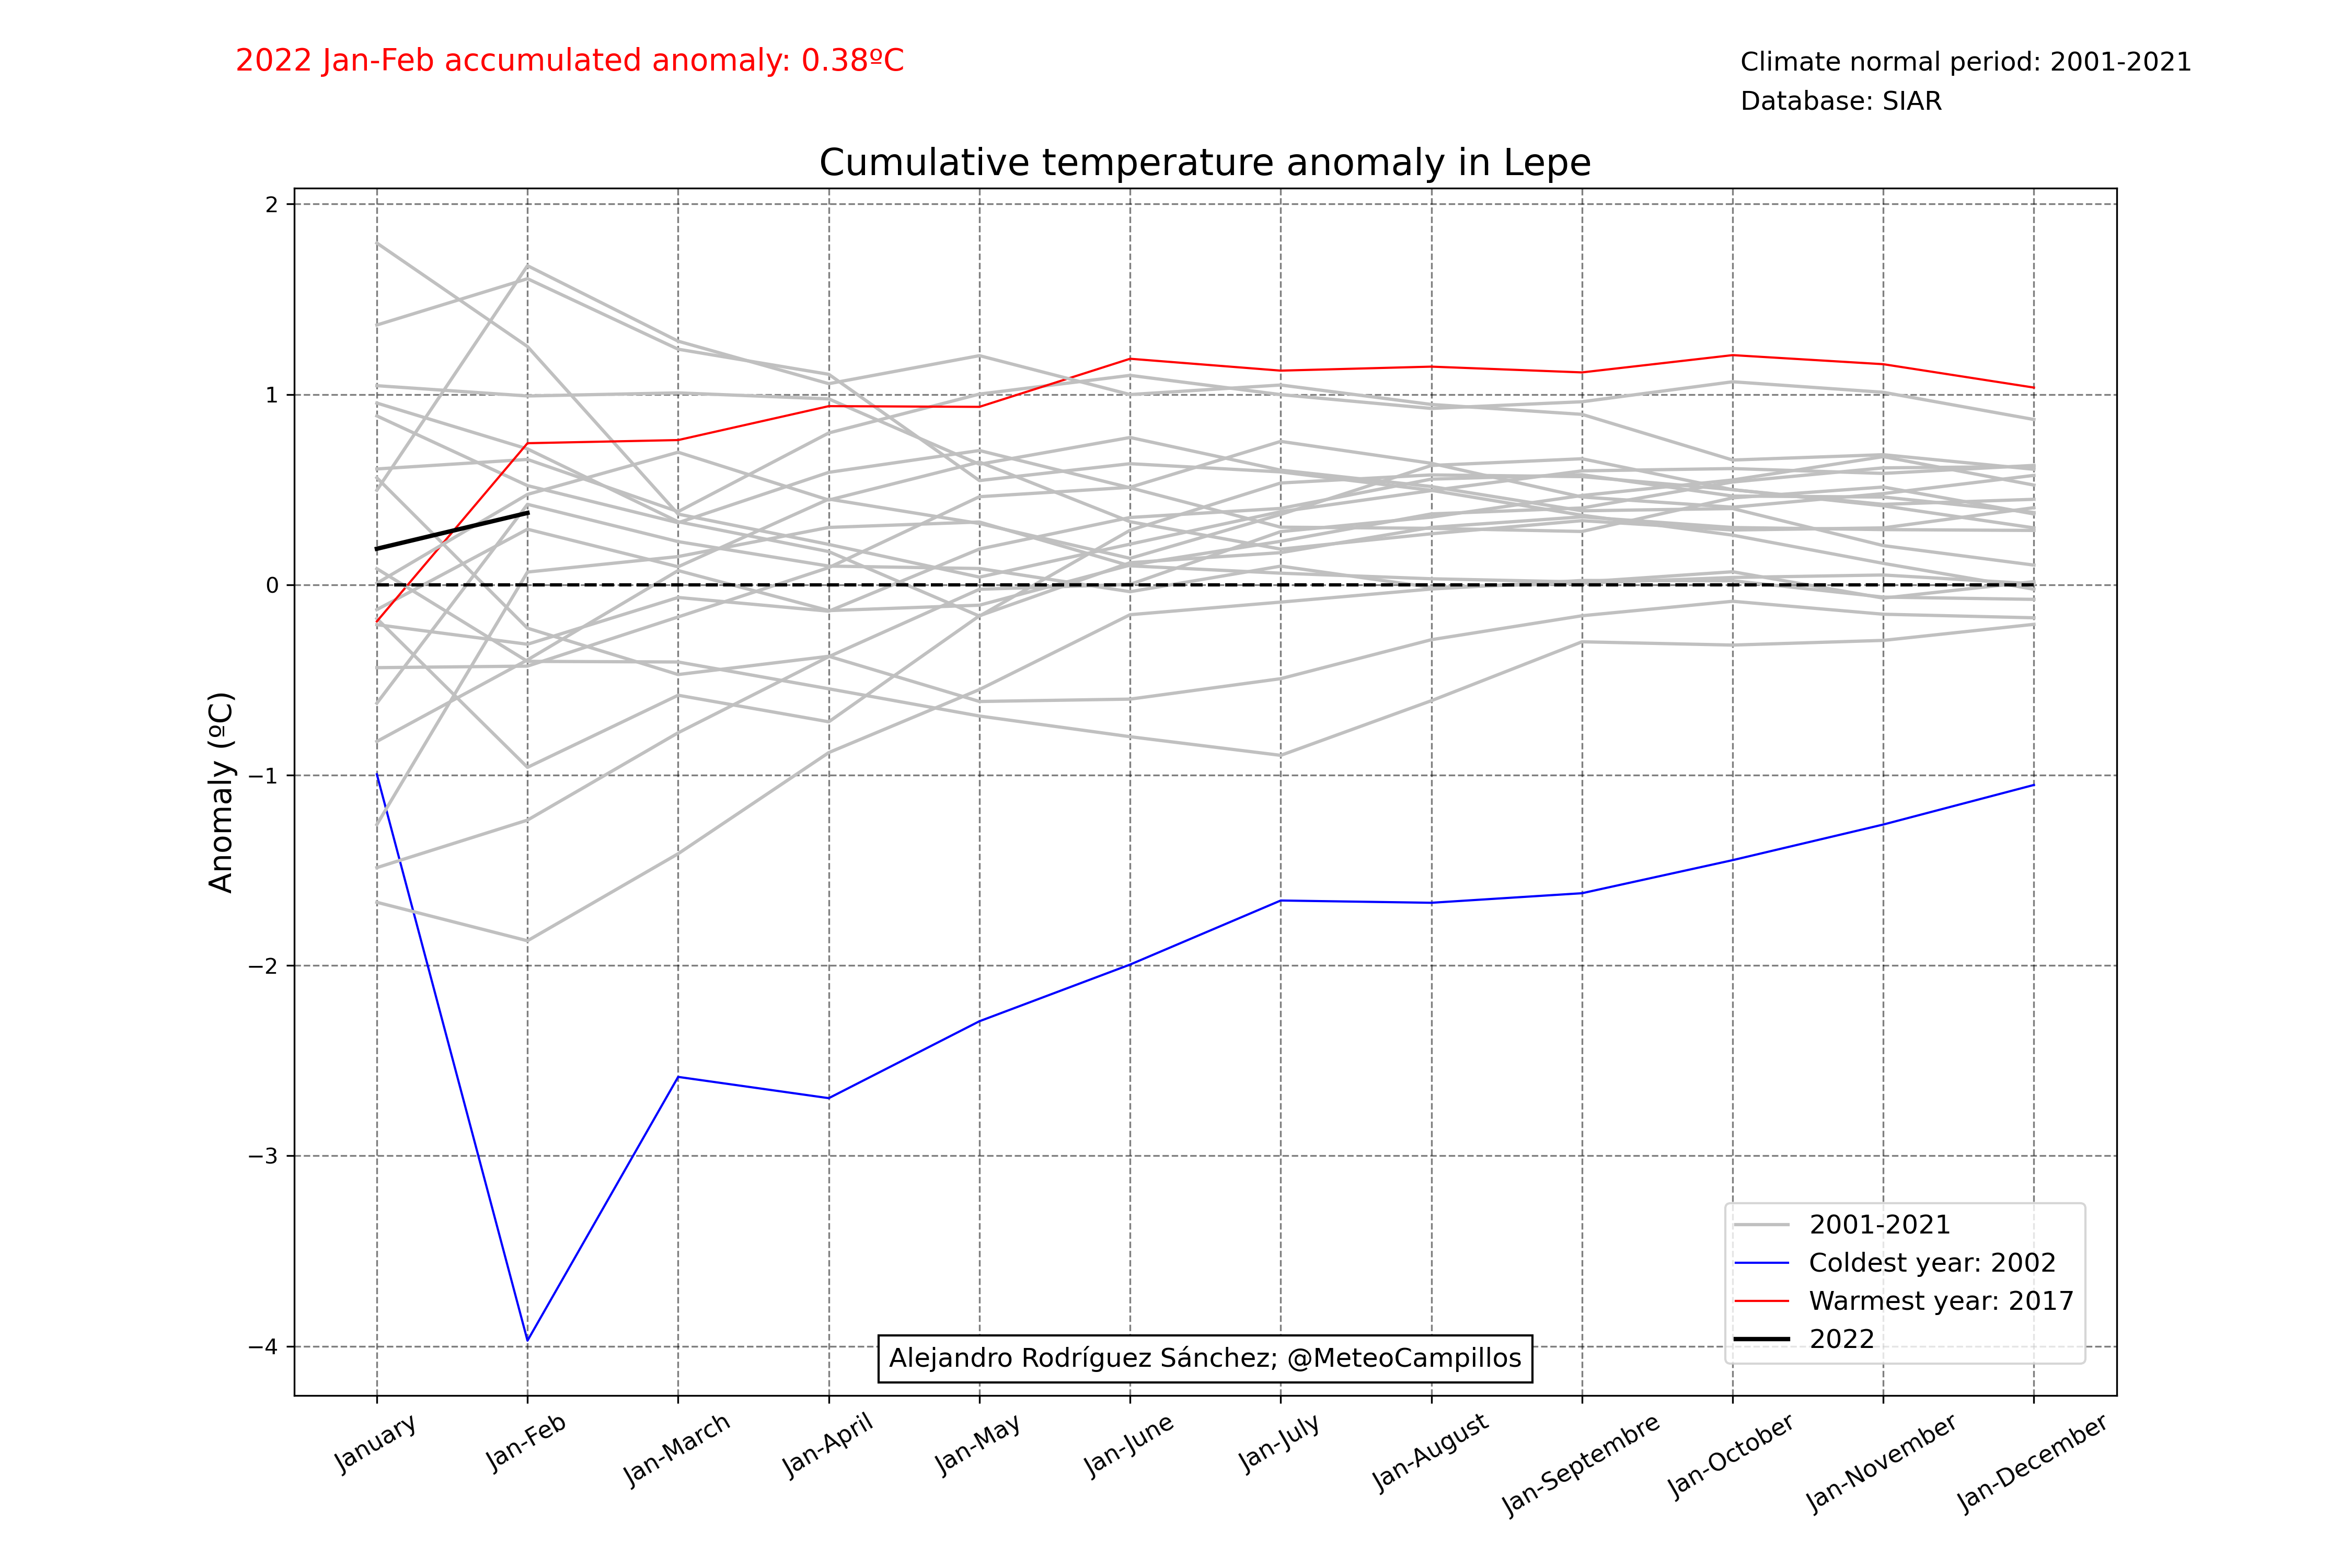 2022 Jan-Feb accumulated anomaly: 0.38ºC
Climate normal period: 2001-2021
Database: SIAR
Cumulative temperature anomaly in Lepe
2
1
0
−1
−2
−3
−4
Anomaly (ºC)
2001-2021
Coldest year: 2002
Warmest year: 2017
2022
Alejandro Rodríguez Sánchez; @MeteoCampillos
January
Jan-Feb
Jan-March
Jan-April
Jan-May
Jan-June
Jan-July
Jan-August
Jan-Septembre
Jan-October
Jan-November
Jan-December